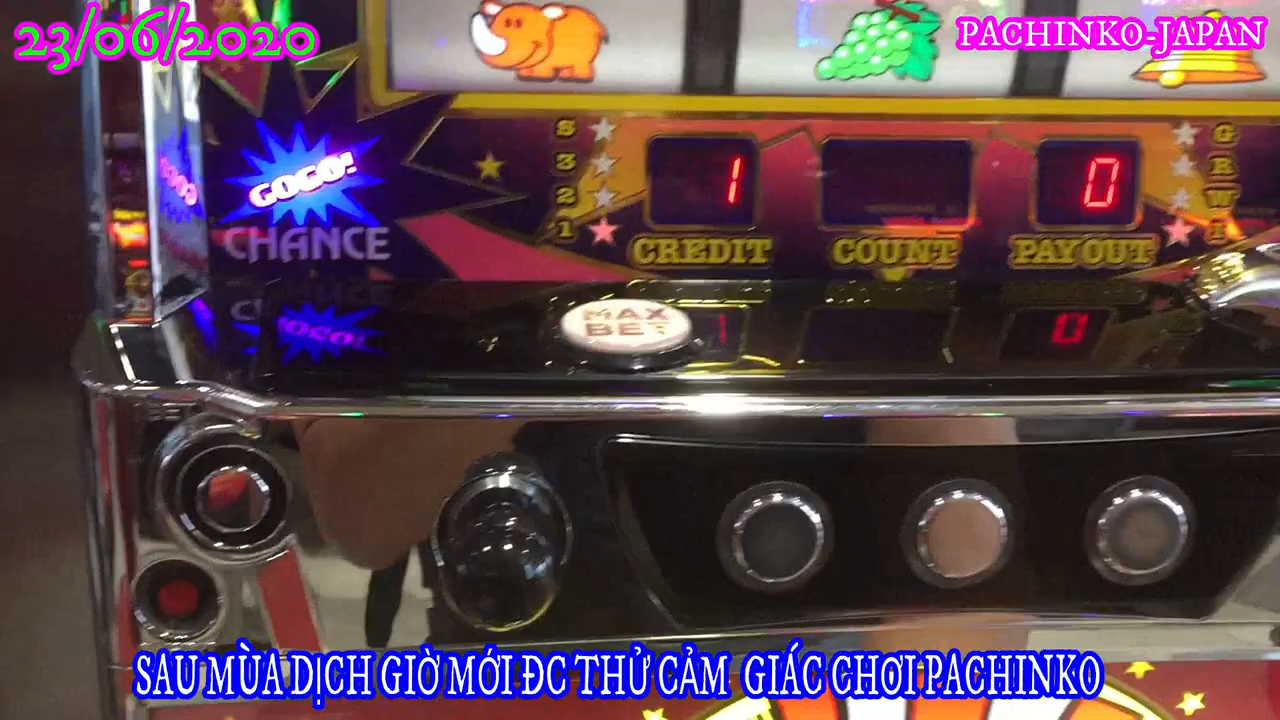 23/06/2020
PACHINKO-JAPAN
S
3
2
1
G
R
W
1
0
GOGO!
CHANCE
CREDIT
COUNT
PAYOUT
MAX
BET
1
0
GOGO!
SAU MÙA DỊCH GIỜ MỚI ĐC THỬ CẢM GIÁC CHƠI PACHINKO